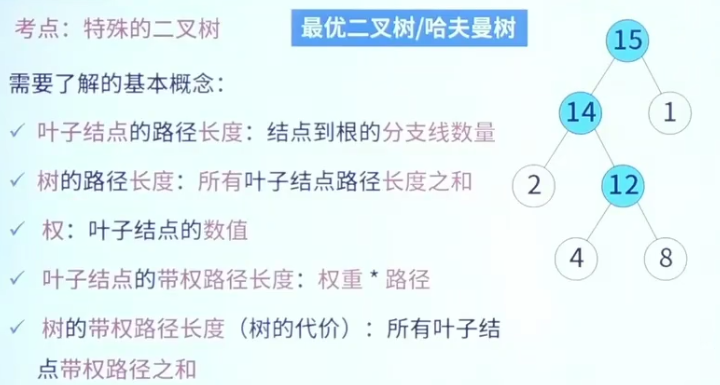 考点：特殊的二叉树
最优二叉树/哈夫曼树
需要了解的基本概念：
✓ 叶子结点的路径长度：结点到根的分支线数量
✓ 树的路径长度：所有叶子结点路径长度之和
✓ 权：叶子结点的数值
✓ 叶子结点的带权路径长度：权重 * 路径
✓ 树的带权路径长度（树的代价）：所有叶子结
点带权路径之和
15
14
1
2
12
4
8